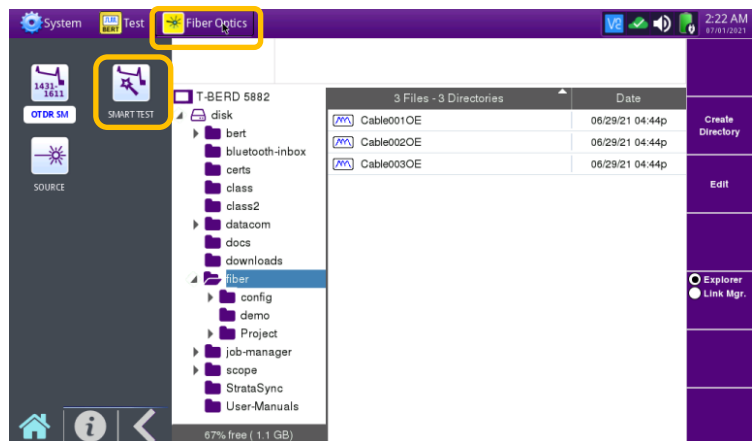 System
Test
Fiber Optics
V2
2:22 AM
07/01/2021
1431-
1611
OTDR SM
SMART TEST
SOURCE
T-BERD 5882
disk
bert
bluetooth-inbox
certs
class
class2
datacom
docs
downloads
fiber
config
demo
Project
job-manager
scope
StrataSync
User-Manuals
67% free ( 1.1 GB)
3 Files - 3 Directories
Date
Cable001OE
06/29/21 04:44p
Cable002OE
06/29/21 04:44p
Cable003OE
06/29/21 04:44p
Create
Directory
Edit
Explorer
Link Mgr.